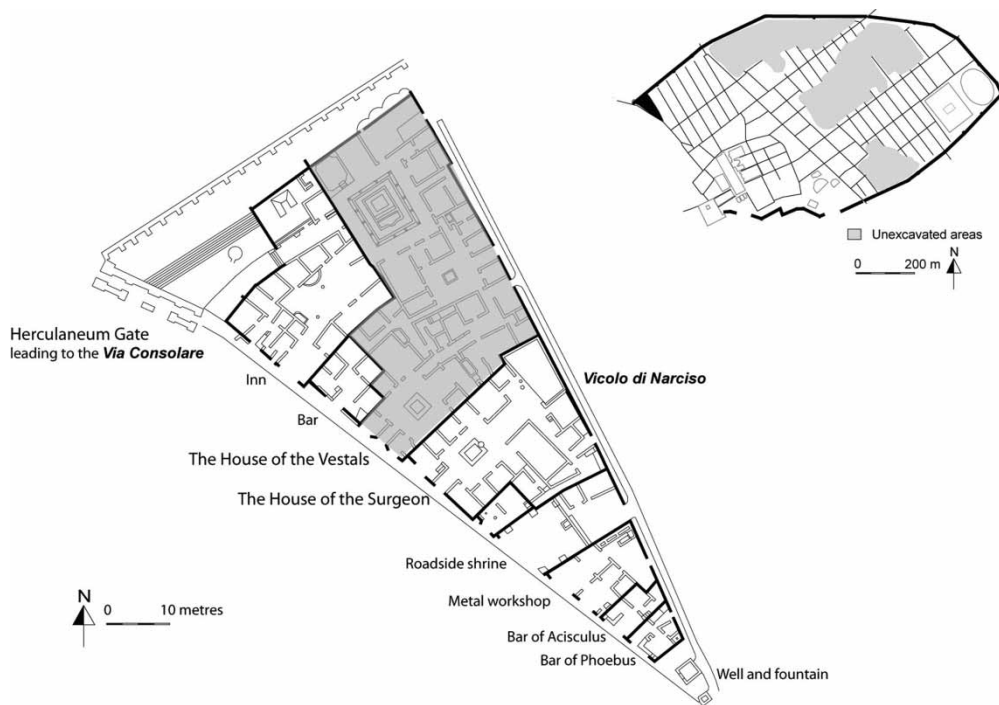 Unexcavated areas
0 200 m
N
Herculaneum Gate
leading to the Via Consolare
Inn
Bar
Vicolo di Narciso
The House of the Vestals
The House of the Surgeon
Roadside shrine
Metal workshop
Bar of Acisculus
Bar of Phoebus
Well and fountain
N
0 10 metres